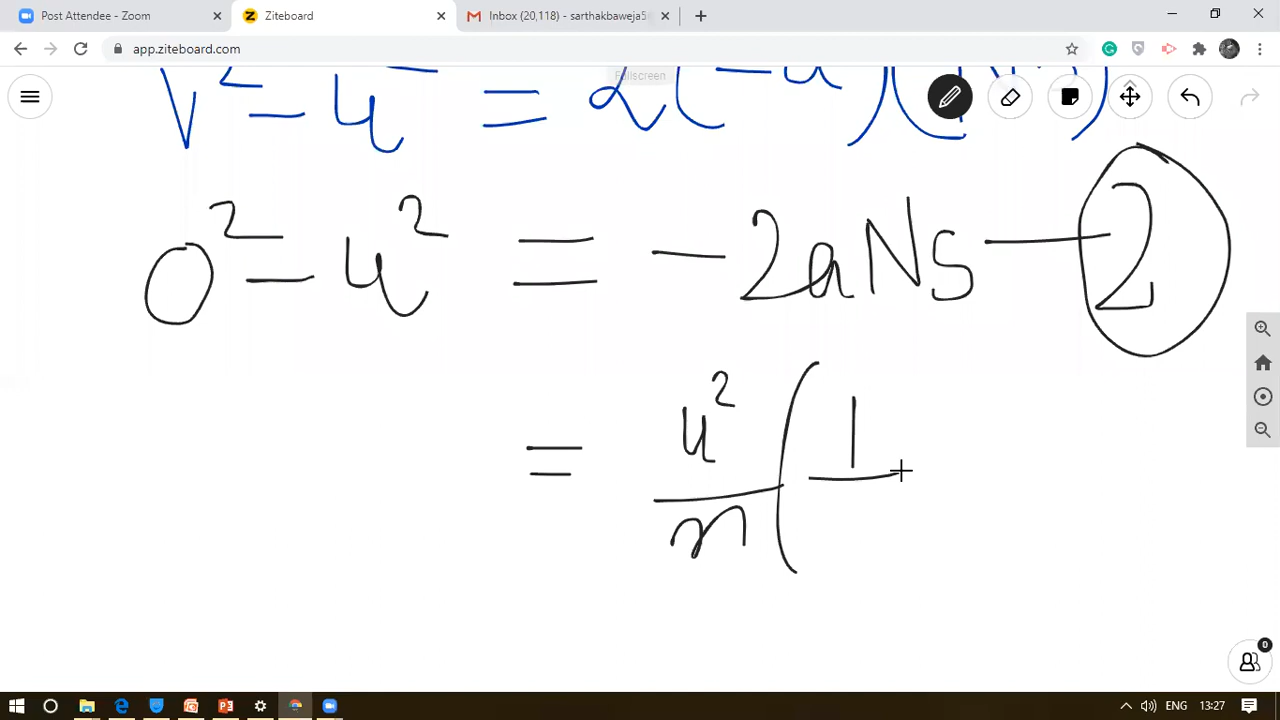 Post Attendee - Zoom
Ziteboard
Inbox (20,118) - sarthakbaweja5
app.ziteboard.com
Fullscreen
V² - u² = 2(-a)(
0² - u² = -2aNs - 2
= u²/n ( 1
0
ENG 13:27